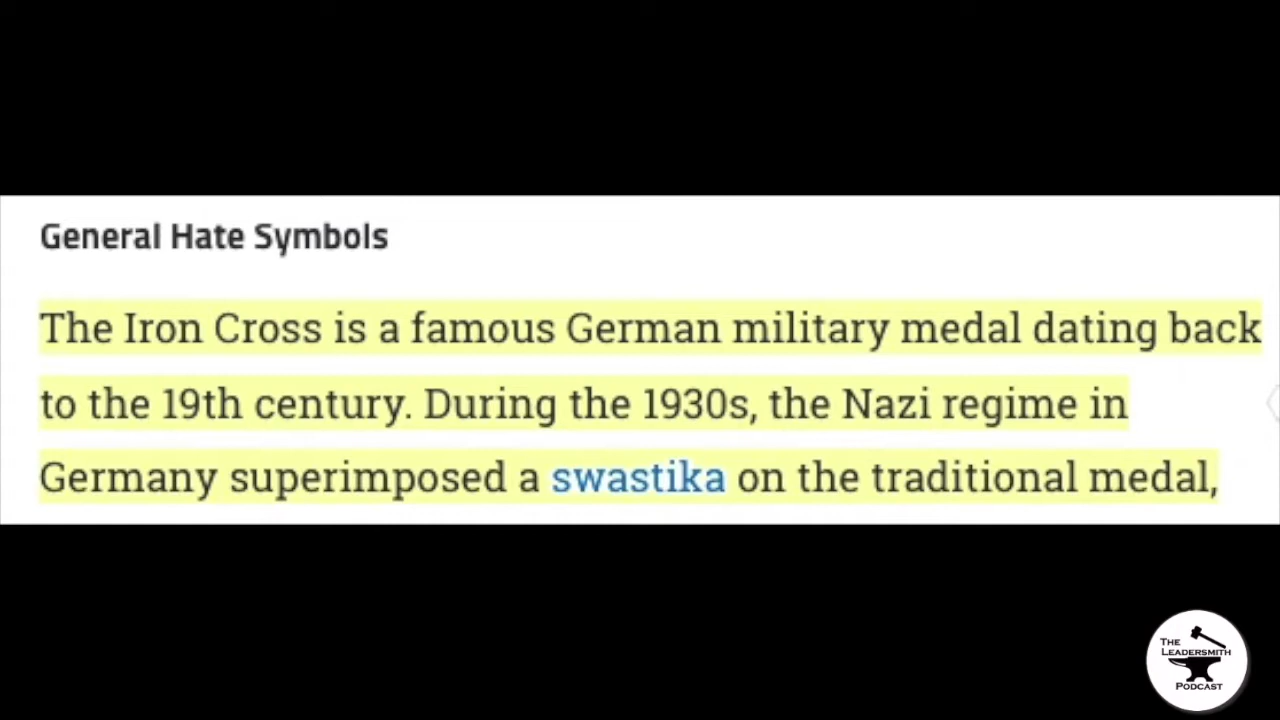 General Hate Symbols
The Iron Cross is a famous German military medal dating back
to the 19th century. During the 1930s, the Nazi regime in
Germany superimposed a swastika on the traditional medal,
THE
LEADERSMITH
PODCAST